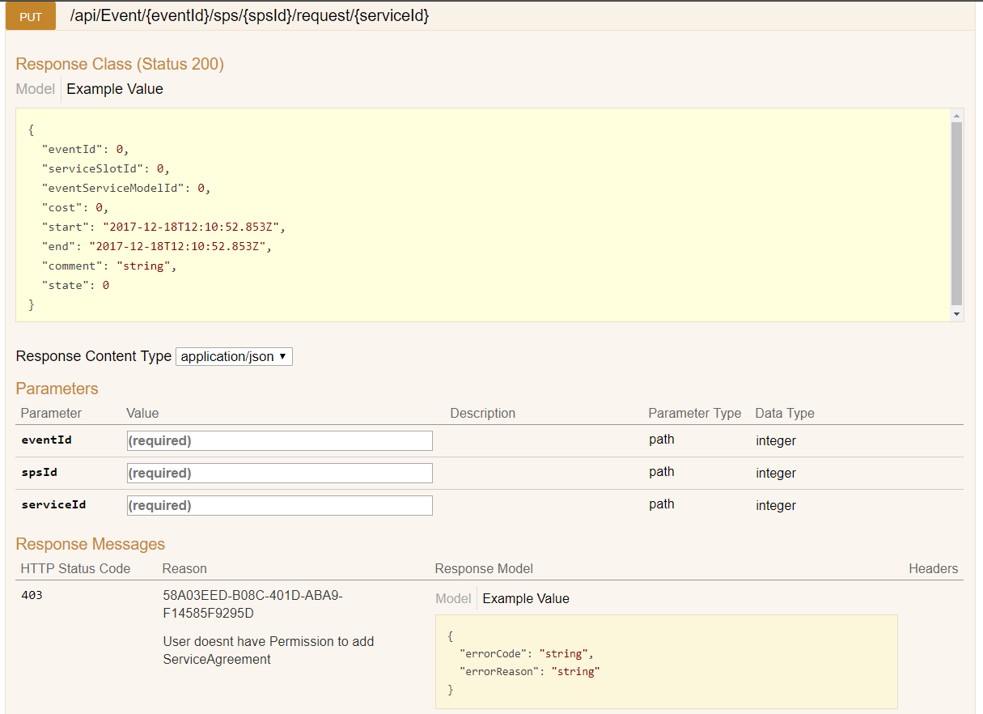 PUT /api/Event/{eventId}/sps/{spsId}/request/{serviceId}
Response Class (Status 200)
Model Example Value
{
"eventId": 0,
"serviceSlotId": 0,
"eventServiceModelId": 0,
"cost": 0,
"start": "2017-12-18T12:10:52.853Z",
"end": "2017-12-18T12:10:52.853Z",
"comment": "string",
"state": 0
}
Response Content Type application/json
Parameters
Parameter Value Description Parameter Type Data Type
eventId (required) path integer
spsId (required) path integer
serviceId (required) path integer
Response Messages
HTTP Status Code Reason Response Model Headers
403 58A03EED-B08C-401D-ABA9-
F14585F9295D
User doesnt have Permission to add
ServiceAgreement
Model Example Value
{
"errorCode": "string",
"errorReason": "string"
}